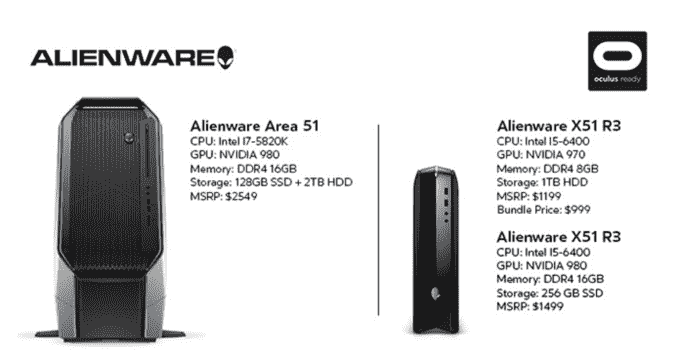 ALIENWARE
oculus ready
Alienware Area 51
CPU: Intel I7-5820K
GPU: NVIDIA 980
Memory: DDR4 16GB
Storage: 128GB SSD + 2TB HDD
MSRP: $2549
Alienware X51 R3
CPU: Intel I5-6400
GPU: NVIDIA 970
Memory: DDR4 8GB
Storage: 1TB HDD
MSRP: $1199
Bundle Price: $999
Alienware X51 R3
CPU: Intel I5-6400
GPU: NVIDIA 980
Memory: DDR4 16GB
Storage: 256 GB SSD
MSRP: $1499